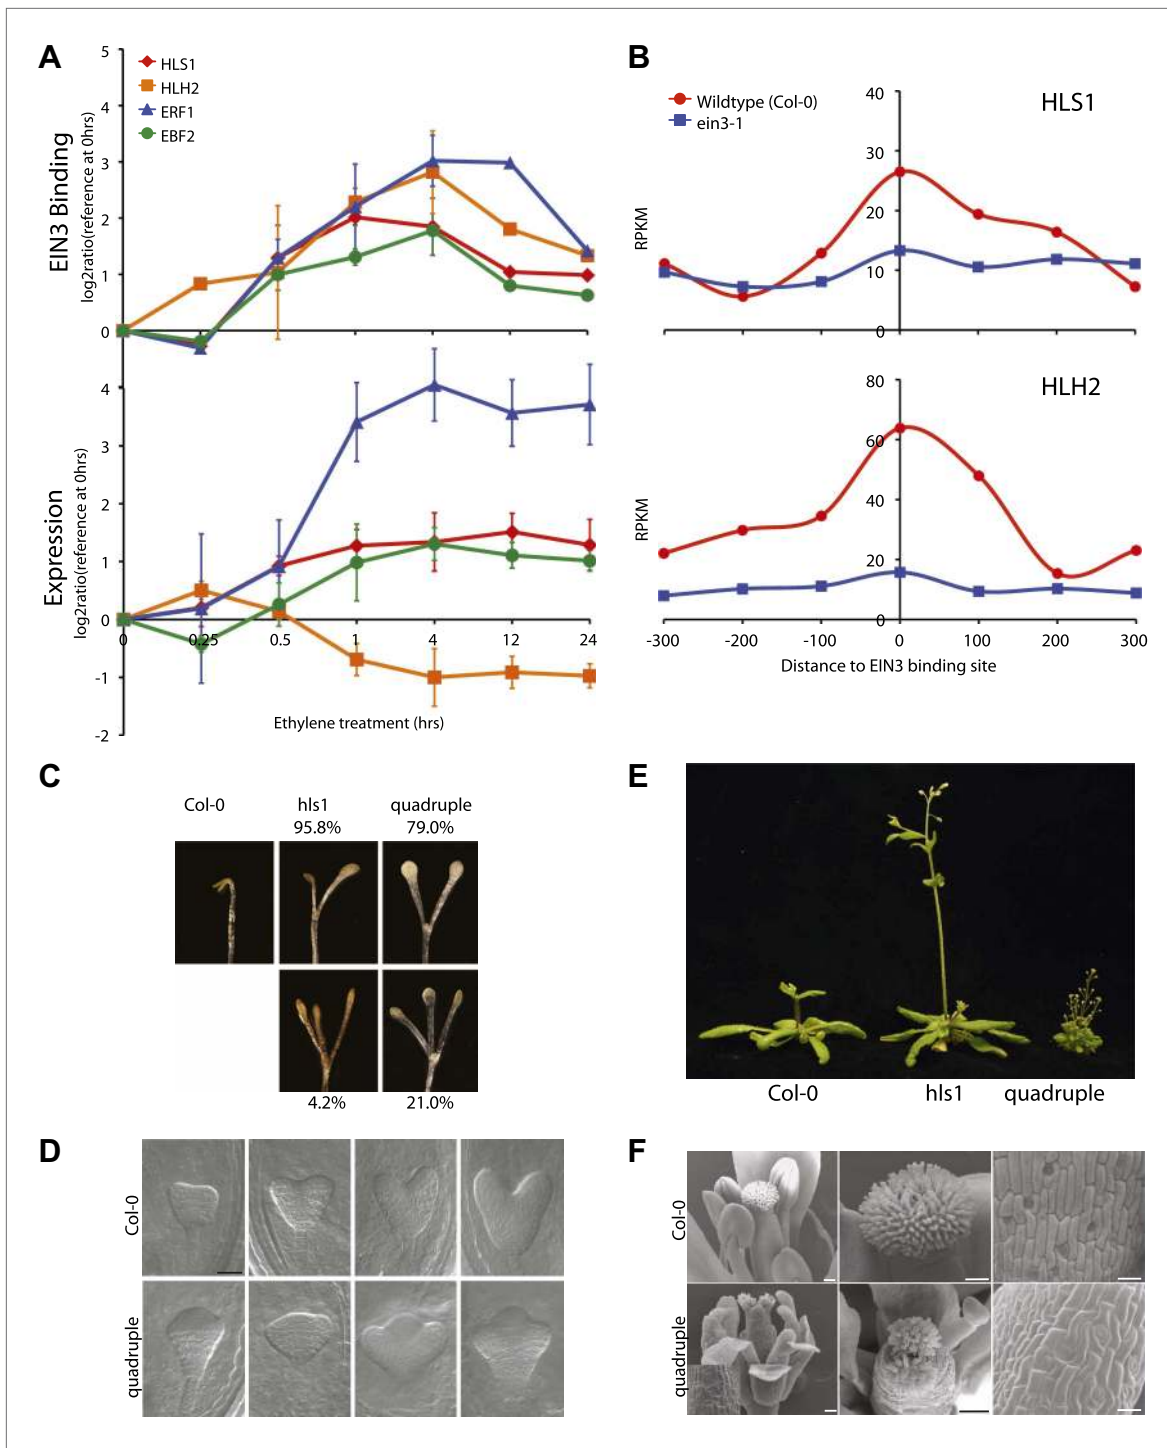 A
5
4
3
2
1
0
EIN3 Binding
log2ratio(reference at 0hrs)
HLS1
HLH2
ERF1
EBF2
4
3
2
1
0
-1
-2
Expression
log2ratio(reference at 0hrs)
0 0.25 0.5 1 4 12 24
Ethylene treatment (hrs)
B
Wildtype (Col-0)
ein3-1
HLS1
40
30
20
10
0
RPKM
HLH2
80
60
40
20
0
RPKM
-300 -200 -100 0 100 200 300
Distance to EIN3 binding site
C
Col-0 hls1 quadruple
95.8% 79.0%
4.2% 21.0%
D
Col-0
quadruple
E
Col-0 hls1 quadruple
F
Col-0
quadruple